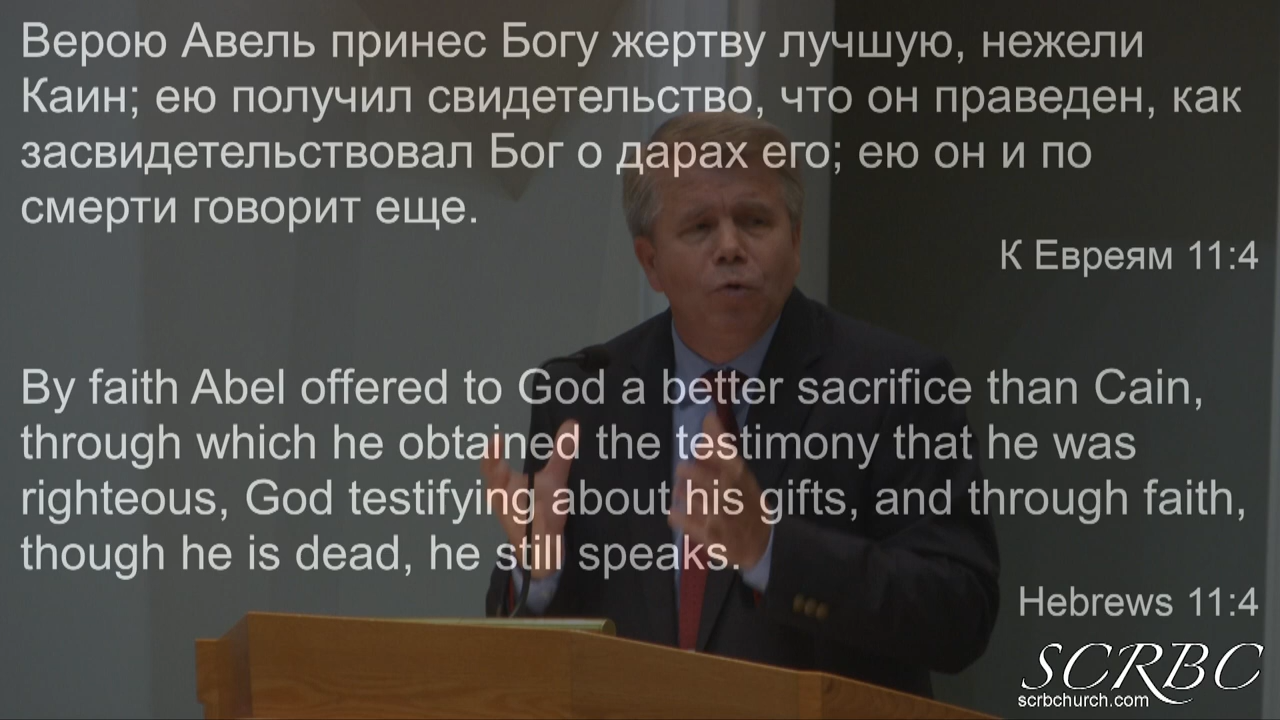 Верою Авель принес Богу жертву лучшую, нежели
Каин; ею получил свидетельство, что он праведен, как
засвидетельствовал Бог о дарах его; ею он и по
смерти говорит еще.
К Евреям 11:4
By faith Abel offered to God a better sacrifice than Cain,
through which he obtained the testimony that he was
righteous, God testifying about his gifts, and through faith,
though he is dead, he still speaks.
Hebrews 11:4
SCRBC
scrbchurch.com